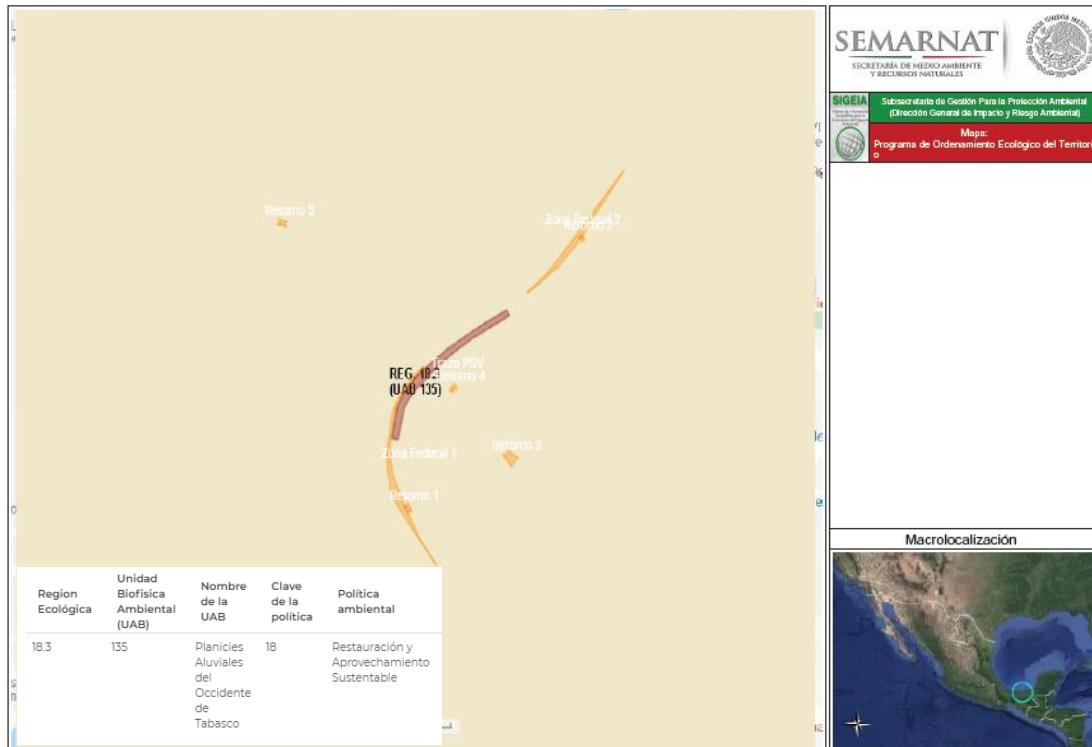 Retorno 5
Zona Federal 2
Retorno 2
Trazo PSV
Retorno 4
REG. 18.3
(UAB 135)
Zona Federal 1
Retorno 3
Retorno 1
Region Ecológica
Unidad Biofísica Ambiental (UAB)
Nombre de la UAB
Clave de la política
Política ambiental
18.3
135
Planicies Aluviales del Occidente de Tabasco
18
Restauración y Aprovechamiento Sustentable
SEMARNAT
SECRETARÍA DE MEDIO AMBIENTE
Y RECURSOS NATURALES
ESTADOS UNIDOS MEXICANOS
SIGEIA
Subsecretaría de Gestión Para la Protección Ambiental
(Dirección General de Impacto y Riesgo Ambiental)
Mapa:
Programa de Ordenamiento Ecológico del Territori
o
Macrolocalización